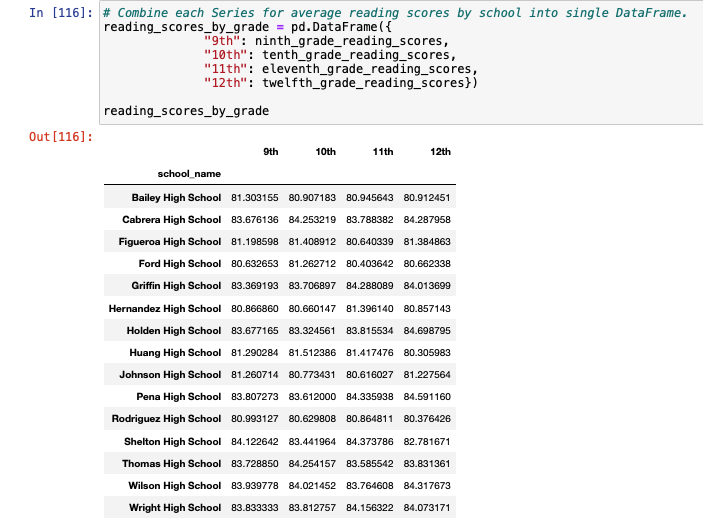 In [116]: # Combine each Series for average reading scores by school into single DataFrame.
reading_scores_by_grade = pd.DataFrame({
"9th": ninth_grade_reading_scores,
"10th": tenth_grade_reading_scores,
"11th": eleventh_grade_reading_scores,
"12th": twelfth_grade_reading_scores})
reading_scores_by_grade
Out[116]:
9th 10th 11th 12th
school_name
Bailey High School 81.303155 80.907183 80.945643 80.912451
Cabrera High School 83.676136 84.253219 83.788382 84.287958
Figueroa High School 81.198598 81.408912 80.640339 81.384863
Ford High School 80.632653 81.262712 80.403642 80.662338
Griffin High School 83.369193 83.706897 84.288089 84.013699
Hernandez High School 80.866860 80.660147 81.396140 80.857143
Holden High School 83.677165 83.324561 83.815534 84.698795
Huang High School 81.290284 81.512386 81.417476 80.305983
Johnson High School 81.260714 80.773431 80.616027 81.227564
Pena High School 83.807273 83.612000 84.335938 84.591160
Rodriguez High School 80.993127 80.629808 80.864811 80.376426
Shelton High School 84.122642 83.441964 84.373786 82.781671
Thomas High School 83.728850 84.254157 83.585542 83.831361
Wilson High School 83.939778 84.021452 83.764608 84.317673
Wright High School 83.833333 83.812757 84.156322 84.073171